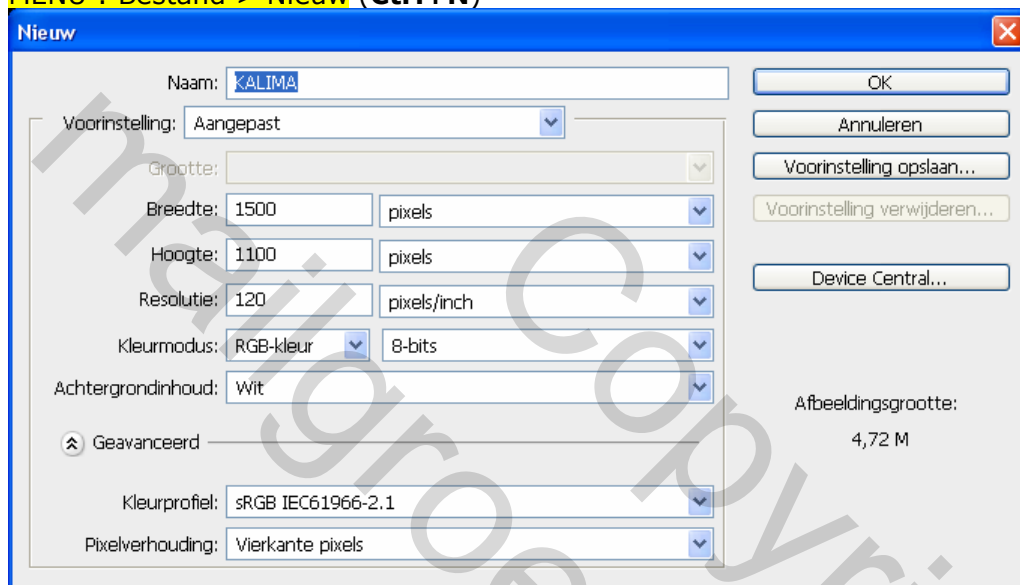 MENU : Bestand > Nieuw (Ctrl+N)
Nieuw
Naam: KALIMA
OK
Voorinstelling: Aangepast
Annuleren
Grootte:
Voorinstelling opslaan...
Breedte: 1500 pixels
Voorinstelling verwijderen...
Hoogte: 1100 pixels
Device Central...
Resolutie: 120 pixels/inch
Kleurmodus: RGB-kleur 8-bits
Achtergrondinhoud: Wit
Afbeeldingsgrootte:
Geavanceerd
4,72 M
Kleurprofiel: sRGB IEC61966-2.1
Pixelverhouding: Vierkante pixels
mailgroe
Copyri